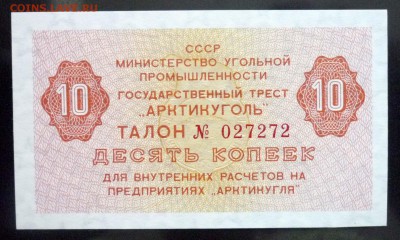 COINS.LAVE.RU
СССР
МИНИСТЕРСТВО УГОЛЬНОЙ
ПРОМЫШЛЕННОСТИ
ГОСУДАРСТВЕННЫЙ ТРЕСТ
10 „АРКТИКУГОЛЬ" 10
ТАЛОН № 027272
ДЕСЯТЬ КОПЕЕК
ДЛЯ ВНУТРЕННИХ РАСЧЕТОВ НА
ПРЕДПРИЯТИЯХ „АРКТИКУГЛЯ"